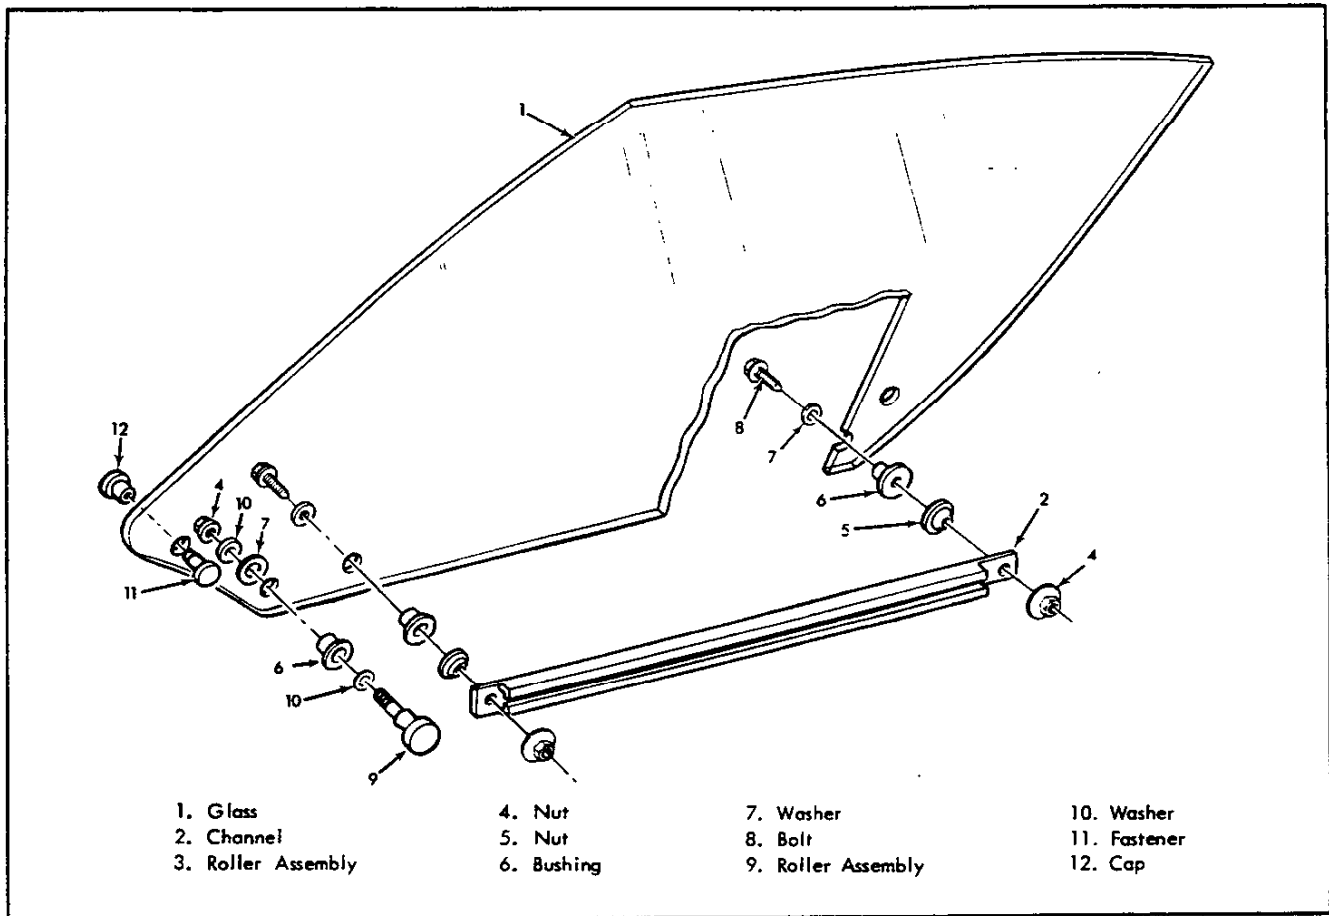 1
12
4
10
7
11
6
10
9
8
7
6
5
2
4
1. Glass
2. Channel
3. Roller Assembly
4. Nut
5. Nut
6. Bushing
7. Washer
8. Bolt
9. Roller Assembly
10. Washer
11. Fastener
12. Cap